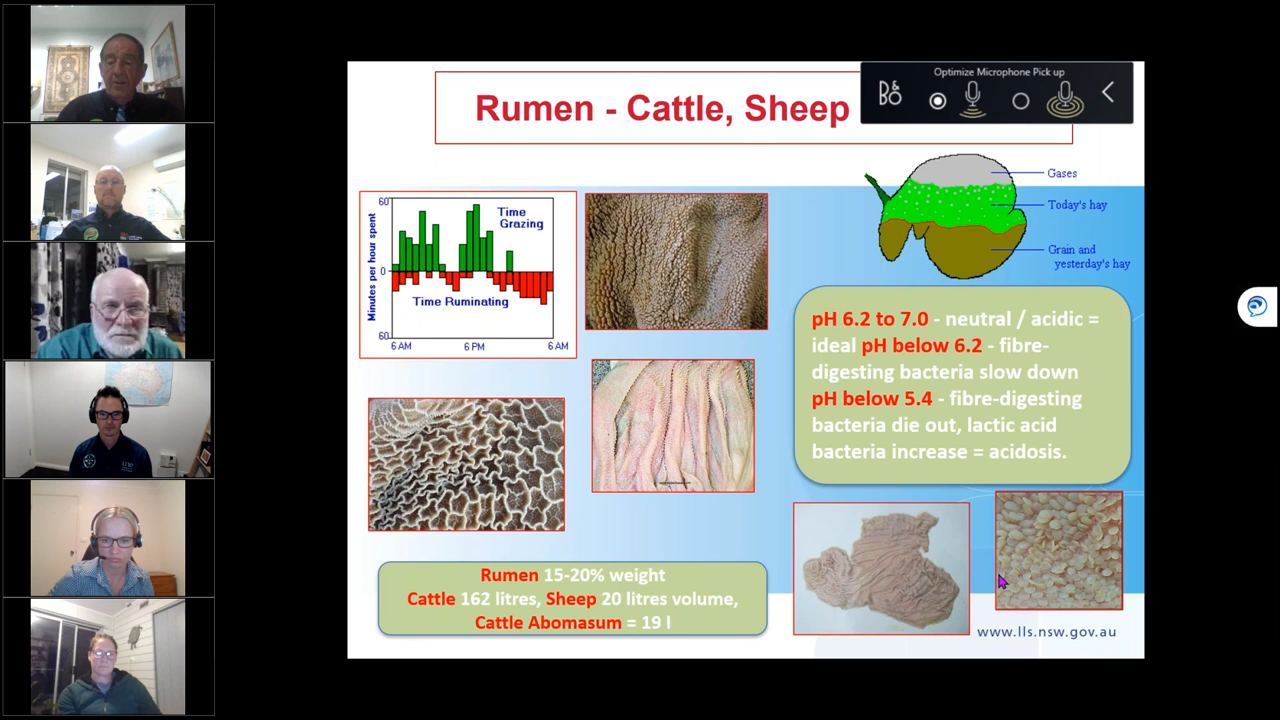 Optimize Microphone Pick up
B&O
Rumen - Cattle, Sheep
60
Time
Grazing
Minutes per hour spent
0
Time Ruminating
60
6 AM
6 PM
6 AM
Gases
Today's hay
Grain and
yesterday's hay
pH 6.2 to 7.0 - neutral / acidic =
ideal pH below 6.2 - fibre-
digesting bacteria slow down
pH below 5.4 - fibre-digesting
bacteria die out, lactic acid
bacteria increase = acidosis.
Rumen 15-20% weight
Cattle 162 litres, Sheep 20 litres volume,
Cattle Abomasum = 19 l
www.lls.nsw.gov.au